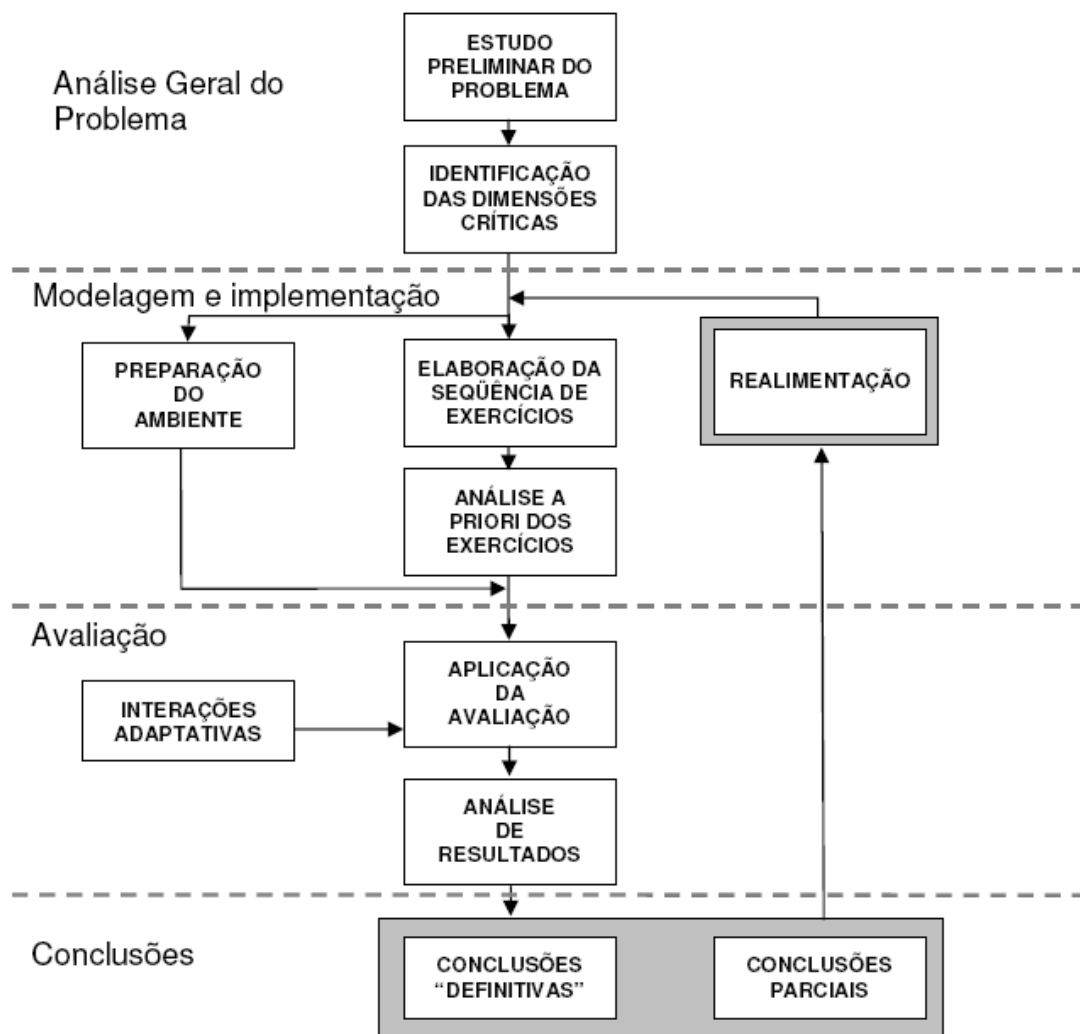 ESTUDO
PRELIMINAR DO
PROBLEMA
Análise Geral do
Problema
IDENTIFICAÇÃO
DAS DIMENSÕES
CRÍTICAS
Modelagem e implementação
PREPARAÇÃO
DO
AMBIENTE
ELABORAÇÃO DA
SEQÜÊNCIA DE
EXERCÍCIOS
REALIMENTAÇÃO
ANÁLISE A
PRIORI DOS
EXERCÍCIOS
Avaliação
INTERAÇÕES
ADAPTATIVAS
APLICAÇÃO
DA
AVALIAÇÃO
ANÁLISE
DE
RESULTADOS
Conclusões
CONCLUSÕES
“DEFINITIVAS”
CONCLUSÕES
PARCIAIS